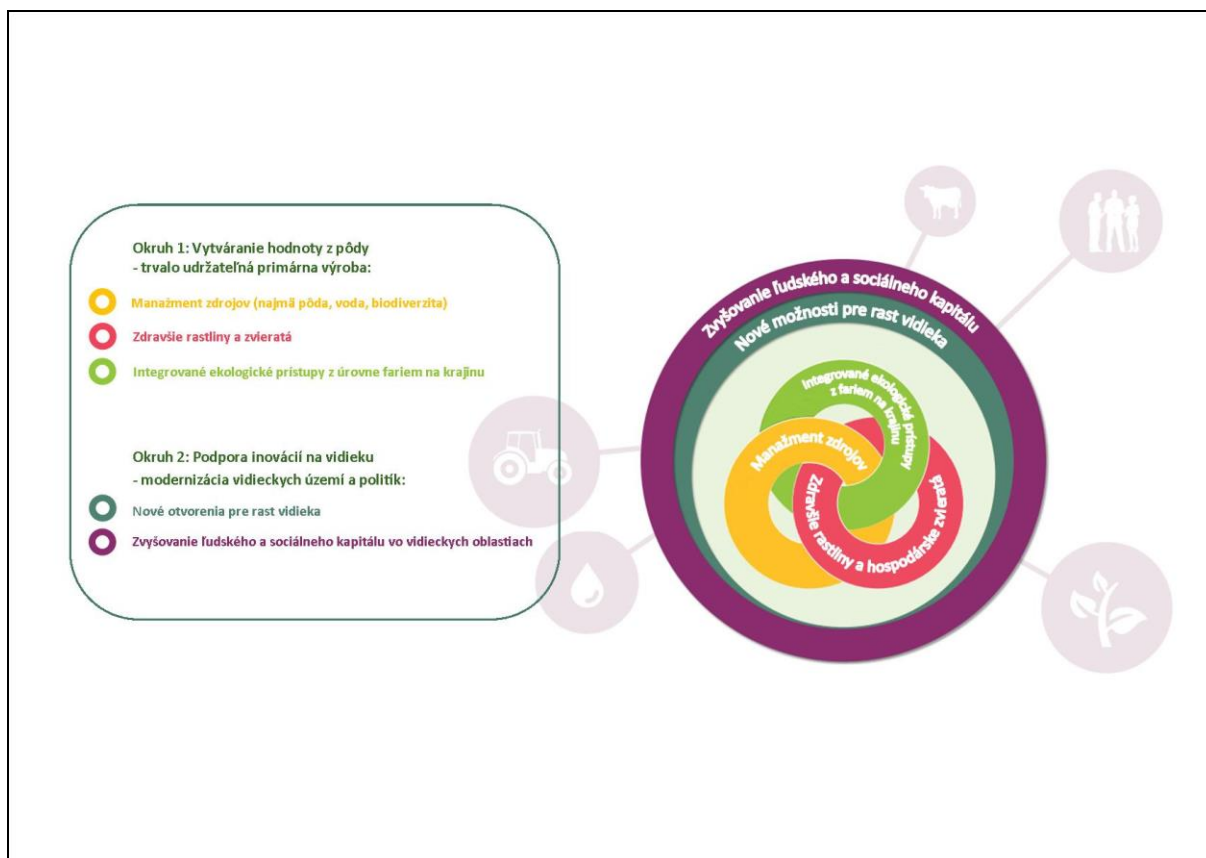 Okruh 1: Vytváranie hodnoty z pôdy
- trvalo udržateľná primárna výroba:
Manažment zdrojov (najmä pôda, voda, biodiverzita)
Zdravšie rastliny a zvieratá
Integrované ekologické prístupy z úrovne fariem na krajinu
Okruh 2: Podpora inovácií na vidieku
- modernizácia vidieckych území a politík:
Nové otvorenia pre rast vidieka
Zvyšovanie ľudského a sociálneho kapitálu vo vidieckych oblastiach
Zvyšovanie ľudského a sociálneho kapitálu
Nové možnosti pre rast vidieka
Integrované ekologické prístupy
z fariem na krajinu
Manažment zdrojov
Zdravšie rastliny a hospodárske zvieratá